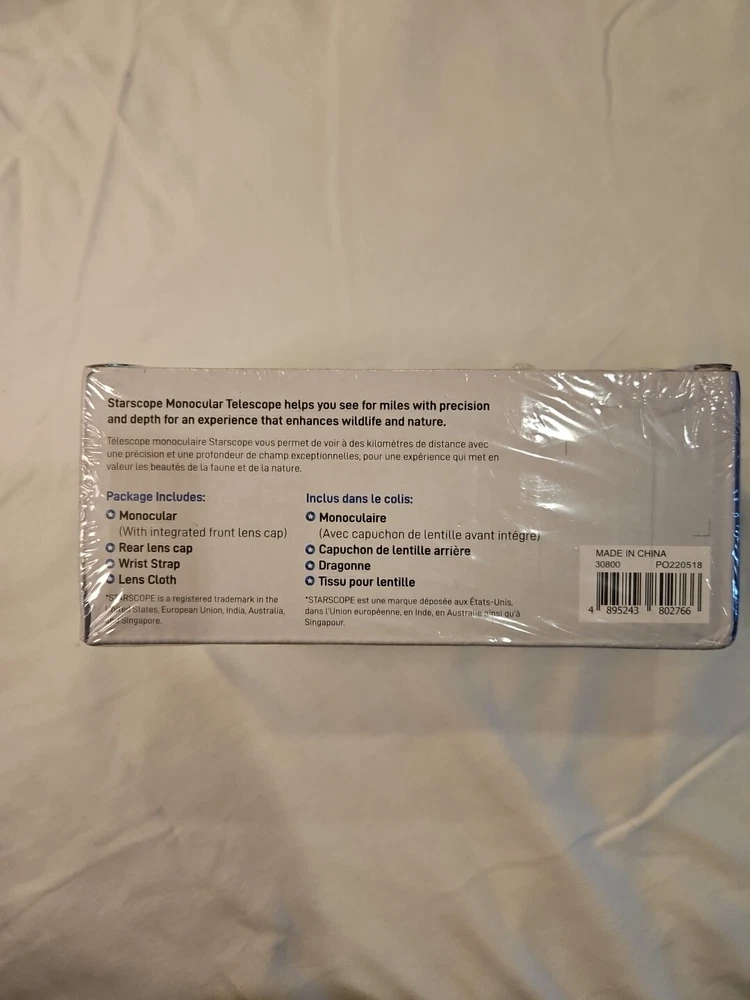 Starscope Monocular Telescope helps you see for miles with precision
and depth for an experience that enhances wildlife and nature.
Télescope monoculaire Starscope vous permet de voir à des kilomètres de distance avec
une précision et une profondeur de champ exceptionnelles, pour une expérience qui met en
valeur les beautés de la faune et de la nature.
Package Includes:
Monocular
(With integrated front lens cap)
Rear lens cap
Wrist Strap
Lens Cloth
*STARSCOPE is a registered trademark in the
United States, European Union, India, Australia,
and Singapore.
Inclus dans le colis:
Monoculaire
(Avec capuchon de lentille avant intégré)
Capuchon de lentille arrière
Dragonne
Tissu pour lentille
*STARSCOPE est une marque déposée aux États-Unis,
dans l'Union européenne, en Inde, en Australie ainsi qu'à
Singapour.
MADE IN CHINA
30800 PO220518
4 895243 802766